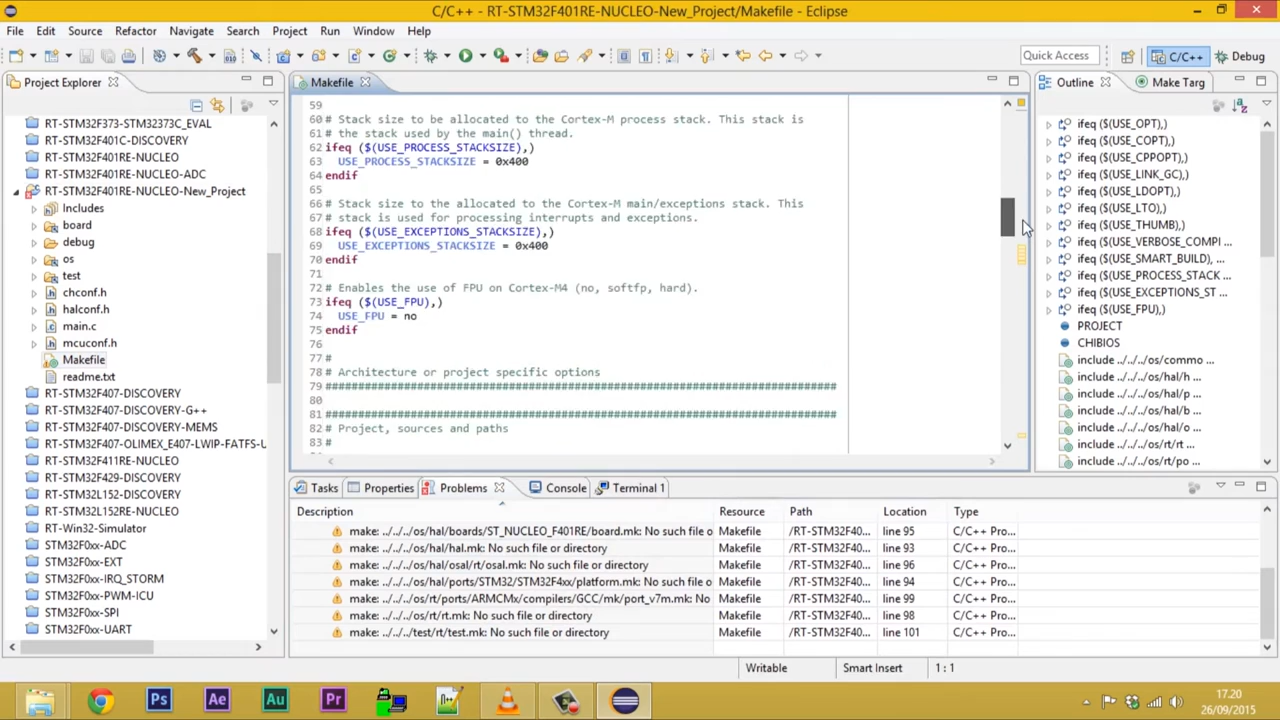 C/C++ - RT-STM32F401RE-NUCLEO-New_Project/Makefile - Eclipse
File Edit Source Refactor Navigate Search Project Run Window Help
Quick Access
C/C++
Debug
Project Explorer
RT-STM32F373-STM32373C_EVAL
RT-STM32F401C-DISCOVERY
RT-STM32F401RE-NUCLEO
RT-STM32F401RE-NUCLEO-ADC
RT-STM32F401RE-NUCLEO-New_Project
Includes
board
debug
os
test
chconf.h
halconf.h
main.c
mcuconf.h
Makefile
readme.txt
RT-STM32F407-DISCOVERY
RT-STM32F407-DISCOVERY-G++
RT-STM32F407-DISCOVERY-MEMS
RT-STM32F407-OLIMEX_E407-LWIP-FATFS-U
RT-STM32F411RE-NUCLEO
RT-STM32F429-DISCOVERY
RT-STM32L152-DISCOVERY
RT-STM32L152RE-NUCLEO
RT-Win32-Simulator
STM32F0xx-ADC
STM32F0xx-EXT
STM32F0xx-IRQ_STORM
STM32F0xx-PWM-ICU
STM32F0xx-SPI
STM32F0xx-UART
Makefile
59
60 # Stack size to be allocated to the Cortex-M process stack. This stack is
61 # the stack used by the main() thread.
62 ifeq ($(USE_PROCESS_STACKSIZE),)
63 USE_PROCESS_STACKSIZE = 0x400
64 endif
65
66 # Stack size to the allocated to the Cortex-M main/exceptions stack. This
67 # stack is used for processing interrupts and exceptions.
68 ifeq ($(USE_EXCEPTIONS_STACKSIZE),)
69 USE_EXCEPTIONS_STACKSIZE = 0x400
70 endif
71
72 # Enables the use of FPU on Cortex-M4 (no, softfp, hard).
73 ifeq ($(USE_FPU),)
74 USE_FPU = no
75 endif
76
77 #
78 # Architecture or project specific options
79 ##############################################################################
80
81 ##############################################################################
82 # Project, sources and paths
83 #
Outline
Make Targ
ifeq ($(USE_OPT),)
ifeq ($(USE_COPT),)
ifeq ($(USE_CPPOPT),)
ifeq ($(USE_LINK_GC),)
ifeq ($(USE_LDOPT),)
ifeq ($(USE_LTO),)
ifeq ($(USE_THUMB),)
ifeq ($(USE_VERBOSE_COMPI ...
ifeq ($(USE_SMART_BUILD), ...
ifeq ($(USE_PROCESS_STACK ...
ifeq ($(USE_EXCEPTIONS_ST ...
ifeq ($(USE_FPU),)
PROJECT
CHIBIOS
include ../../../os/commo ...
include ../../../os/hal/h ...
include ../../../os/hal/p ...
include ../../../os/hal/b ...
include ../../../os/hal/o ...
include ../../../os/rt/rt ...
include ../../../os/rt/po ...
Tasks Properties Problems Console Terminal 1
Description Resource Path Location Type
make: ../../../os/hal/boards/ST_NUCLEO_F401RE/board.mk: No such file o Makefile /RT-STM32F40... line 95 C/C++ Pro...
make: ../../../os/hal/hal.mk: No such file or directory Makefile /RT-STM32F40... line 93 C/C++ Pro...
make: ../../../os/hal/osal/rt/osal.mk: No such file or directory Makefile /RT-STM32F40... line 96 C/C++ Pro...
make: ../../../os/hal/ports/STM32/STM32F4xx/platform.mk: No such file o Makefile /RT-STM32F40... line 94 C/C++ Pro...
make: ../../../os/rt/ports/ARMCMx/compilers/GCC/mk/port_v7m.mk: No Makefile /RT-STM32F40... line 99 C/C++ Pro...
make: ../../../os/rt/rt.mk: No such file or directory Makefile /RT-STM32F40... line 98 C/C++ Pro...
make: ../../../test/rt/test.mk: No such file or directory Makefile /RT-STM32F40... line 101 C/C++ Pro...
Writable Smart Insert 1 : 1
Ps Ae Au Pr
17.20
26/09/2015